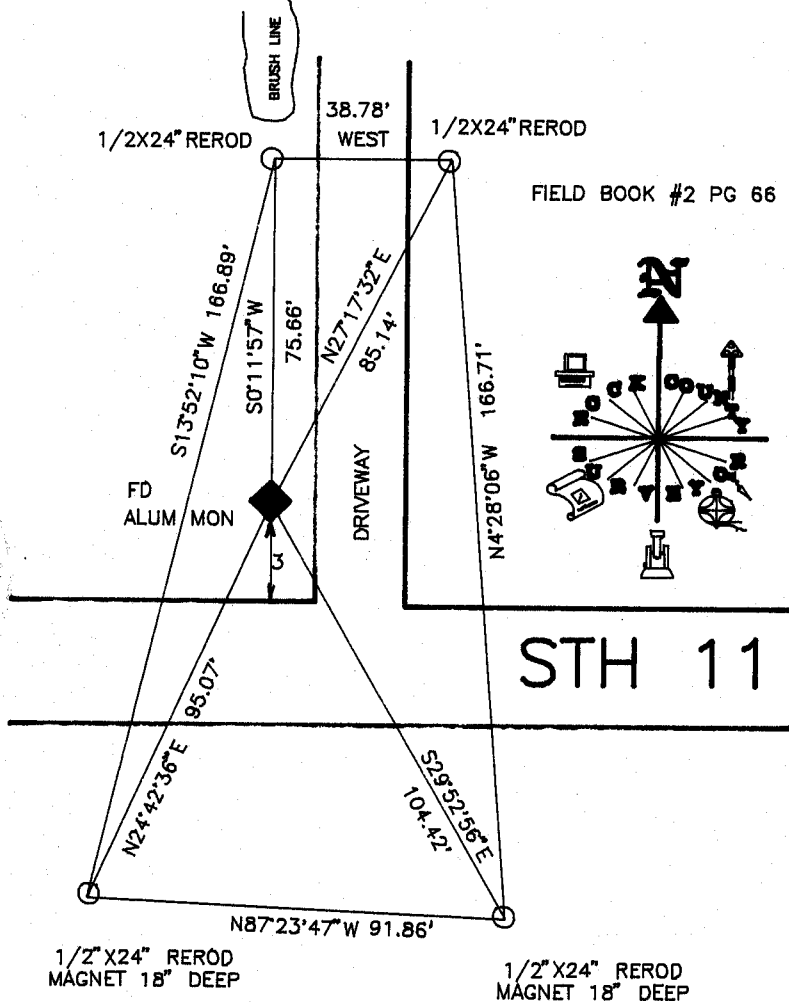 BRUSH LINE
38.78'
WEST
1/2X24" REROD
1/2X24" REROD
FIELD BOOK #2 PG 66
N
S13°52'10"W 166.89'
S0°11'57"W
75.66'
N27°17'32"E
85.14'
N4°28'06"W 166.71'
ROCK COUNTY
SURVEYOR
FD
ALUM MON
DRIVEWAY
3
STH 11
N24°42'36"E 95.07'
S29°52'56"E
104.42'
N87°23'47"W 91.86'
1/2"X24" REROD
MAGNET 18" DEEP
1/2"X24" REROD
MAGNET 18" DEEP